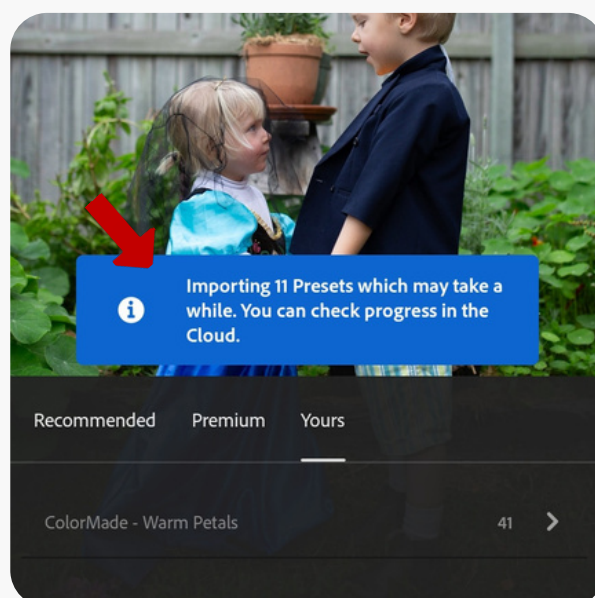 Importing 11 Presets which may take a
while. You can check progress in the
Cloud.
Recommended Premium Yours
ColorMade - Warm Petals 41